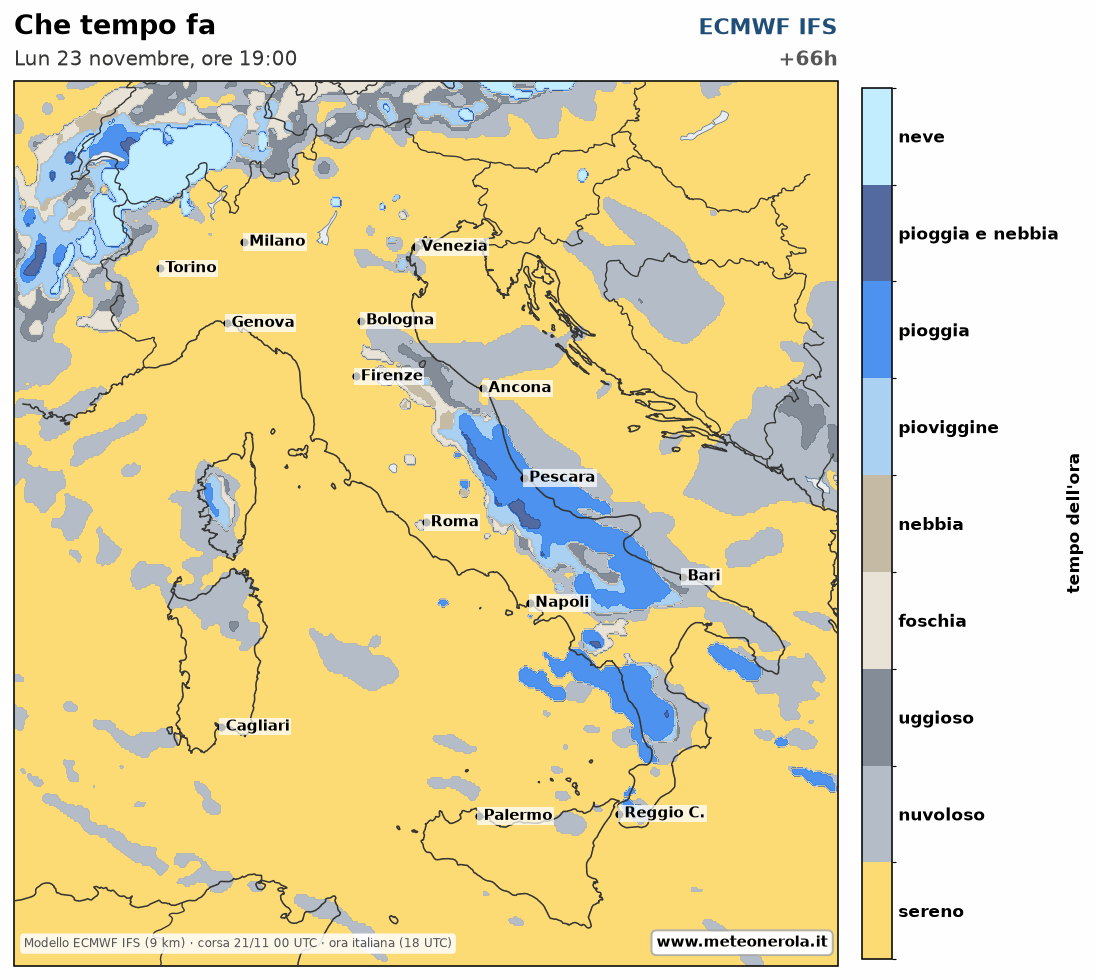 Che tempo fa
ECMWF IFS
Lun 23 novembre, ore 19:00
+66h
neve
pioggia e nebbia
pioggia
pioviggine
nebbia
foschia
uggioso
nuvoloso
sereno
tempo dell'ora
Milano
Venezia
Torino
Genova
Bologna
Firenze
Ancona
Pescara
Roma
Bari
Napoli
Cagliari
Palermo
Reggio C.
Modello ECMWF IFS (9 km) · corsa 21/11 00 UTC · ora italiana (18 UTC)
www.meteonerola.it